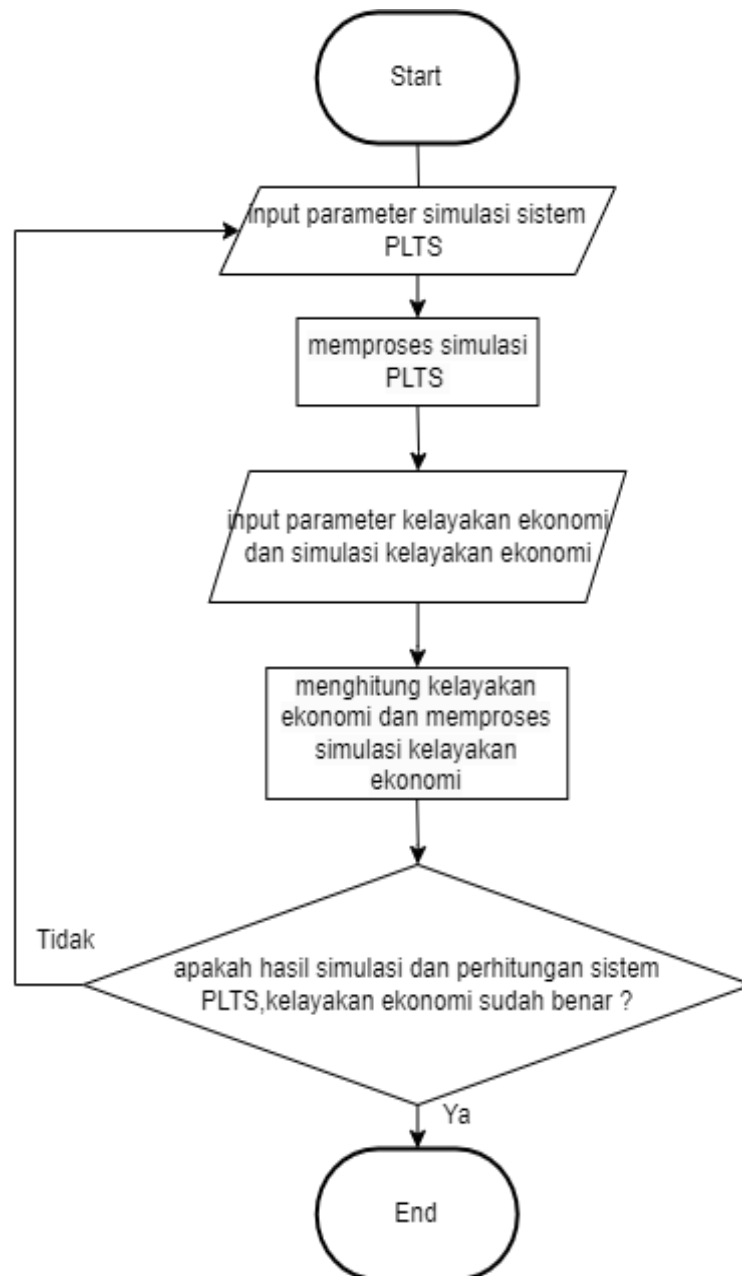 Start
input parameter simulasi sistem
PLTS
memproses simulasi
PLTS
input parameter kelayakan ekonomi
dan simulasi kelayakan ekonomi
menghitung kelayakan
ekonomi dan memproses
simulasi kelayakan
ekonomi
Tidak
apakah hasil simulasi dan perhitungan sistem
PLTS,kelayakan ekonomi sudah benar ?
Ya
End